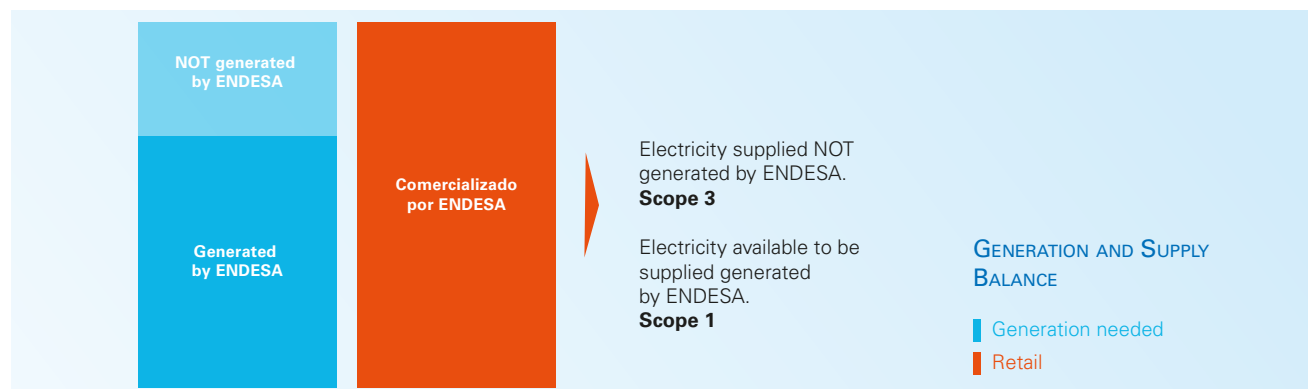 NOT generated
by ENDESA
Generated
by ENDESA
Comercializado
por ENDESA
Electricity supplied NOT
generated by ENDESA.
Scope 3
Electricity available to be
supplied generated
by ENDESA.
Scope 1
GENERATION AND SUPPLY
BALANCE
Generation needed
Retail